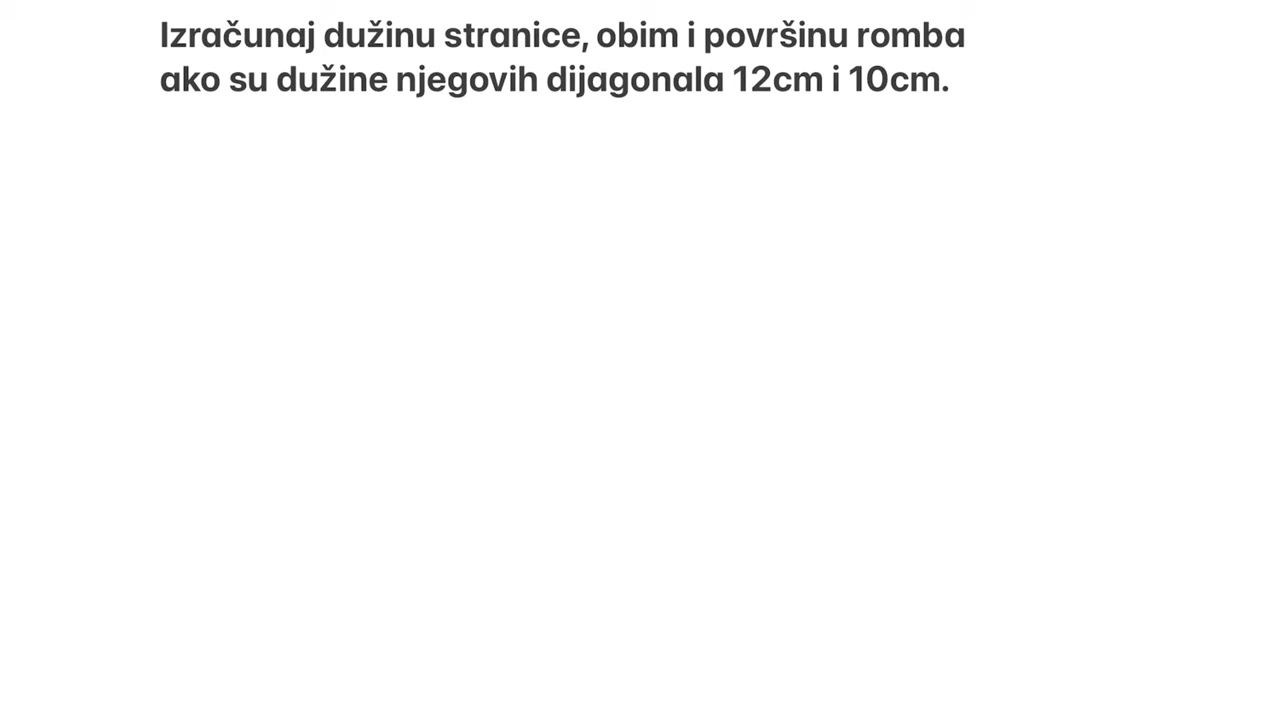 Izračunaj dužinu stranice, obim i površinu romba
ako su dužine njegovih dijagonala 12cm i 10cm.